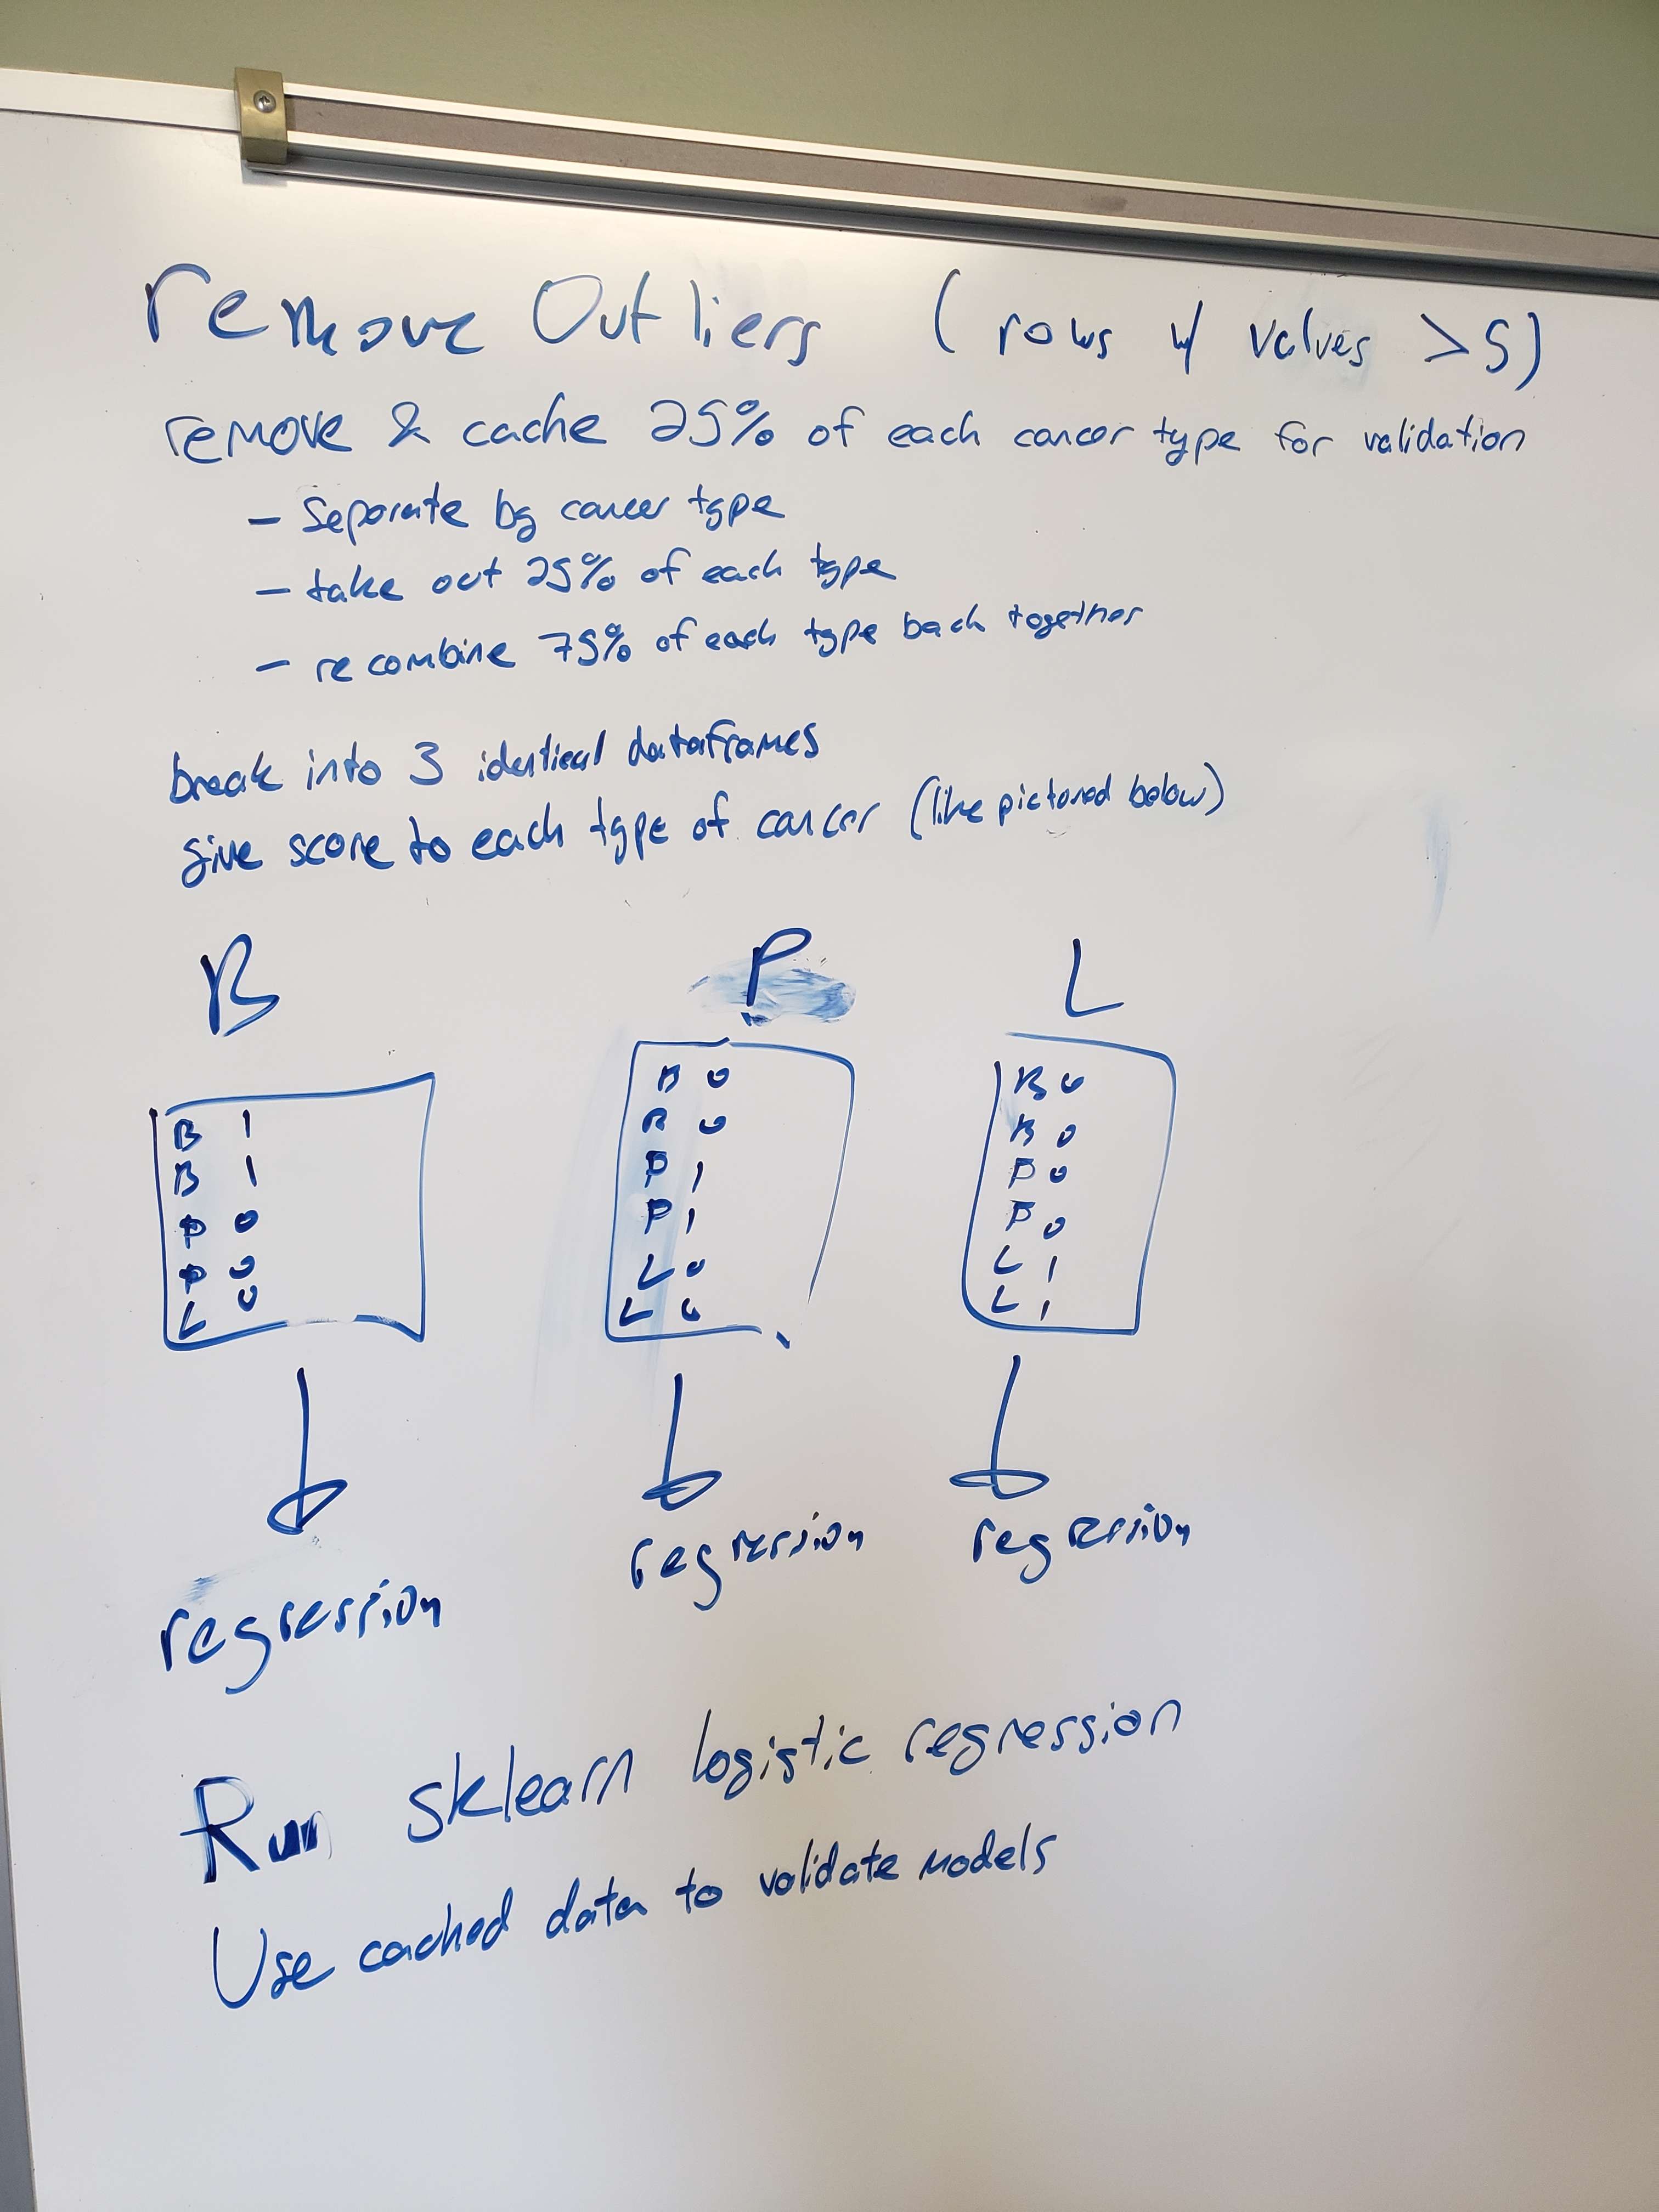 remove Outliers ( rows w/ values >5)
remove & cache 25% of each cancer type for validation
- Separate by cancer type
- take out 25% of each type
- recombine 75% of each type back together
break into 3 identical dataframes
give score to each type of cancer (like pictured below)
B P L
B 1
B 1
P 0
P 0
L 0
B 0
B 0
P 1
P 1
L 0
L 0
B 0
B 0
P 0
P 0
L 1
L 1
regression
regression
regression
Run sklearn logistic regression
Use cached data to validate models